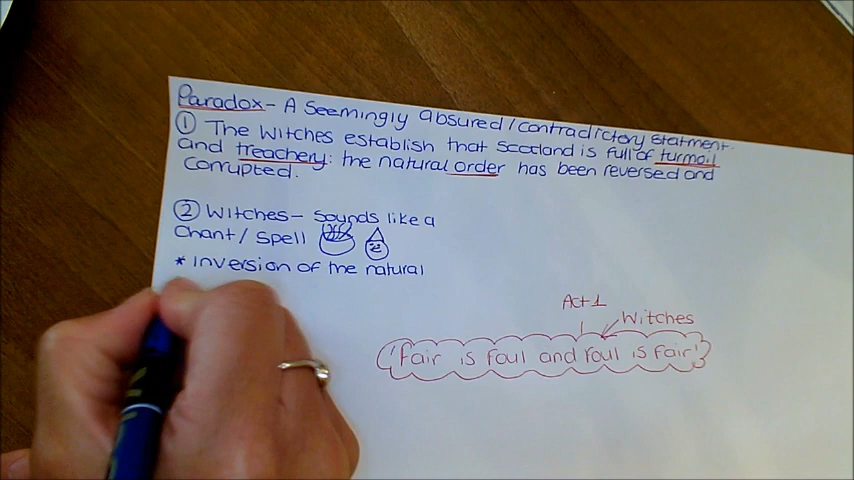 Paradox - A seemingly absured/contradictory statment.
① The witches establish that scotland is full of turmoil
and treachery: the natural order has been reversed and
corrupted.
② Witches - sounds like a
chant/ spell
* inversion of the natural
Act 1
Witches
'fair is foul and foul is fair'